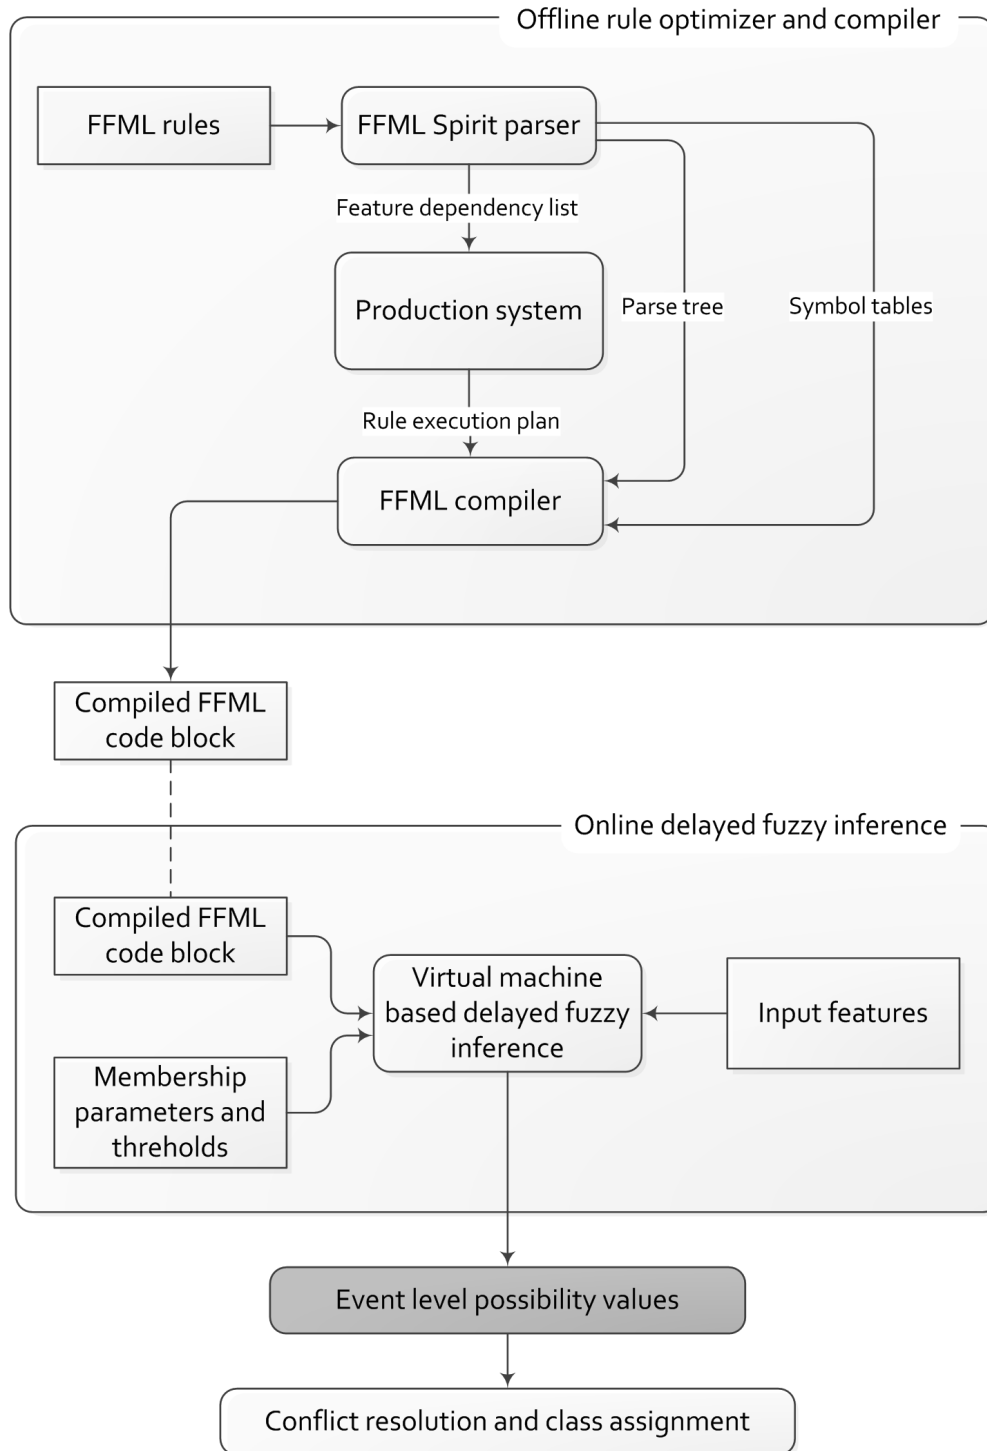 Offline rule optimizer and compiler
FFML rules
FFML Spirit parser
Feature dependency list
Production system
Parse tree
Symbol tables
Rule execution plan
FFML compiler
Compiled FFML
code block
Online delayed fuzzy inference
Compiled FFML
code block
Virtual machine
based delayed fuzzy
inference
Input features
Membership
parameters and
threholds
Event level possibility values
Conflict resolution and class assignment